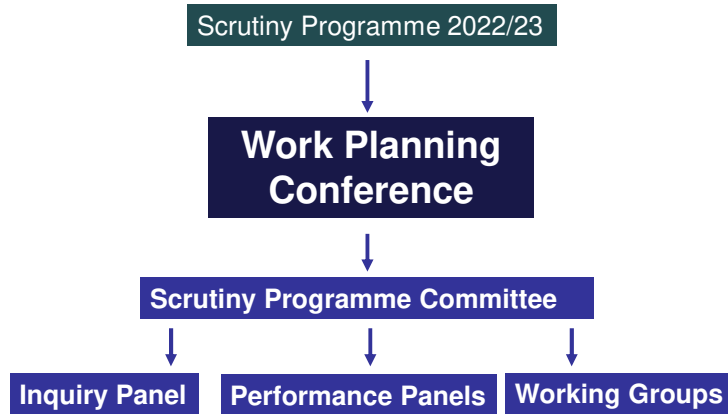 Scrutiny Programme 2022/23
Work Planning
Conference
Scrutiny Programme Committee
Inquiry Panel
Performance Panels
Working Groups